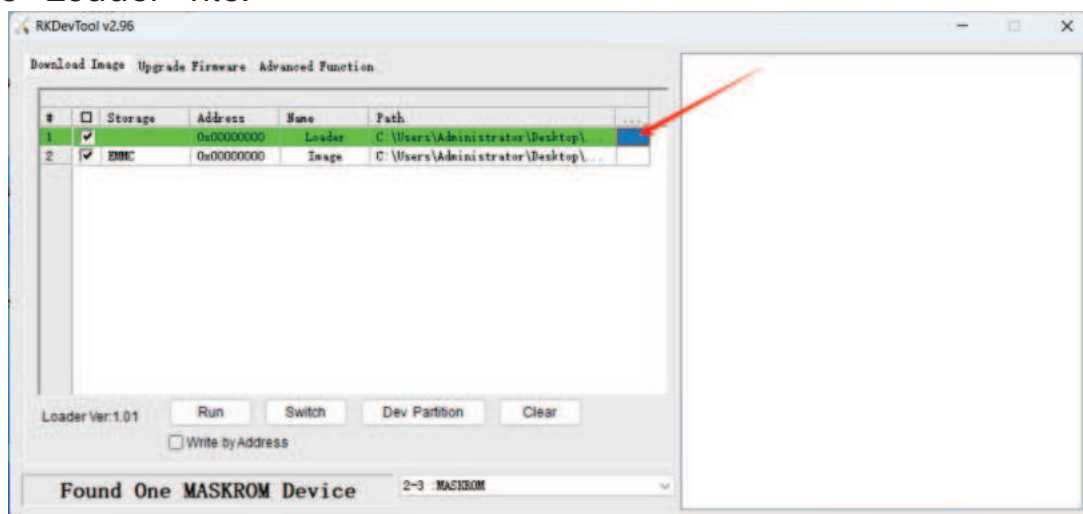 RKDevTool v2.96
Download Image Upgrade Firmware Advanced Function
# Storage Address Name Path ...
1 0x00000000 Loader C:\Users\Administrator\Desktop\...
2 EMMC 0x00000000 Image C:\Users\Administrator\Desktop\...
Loader Ver:1.01 Run Switch Dev Partition Clear
Write by Address
Found One MASKROM Device 2-3 :MASKROM